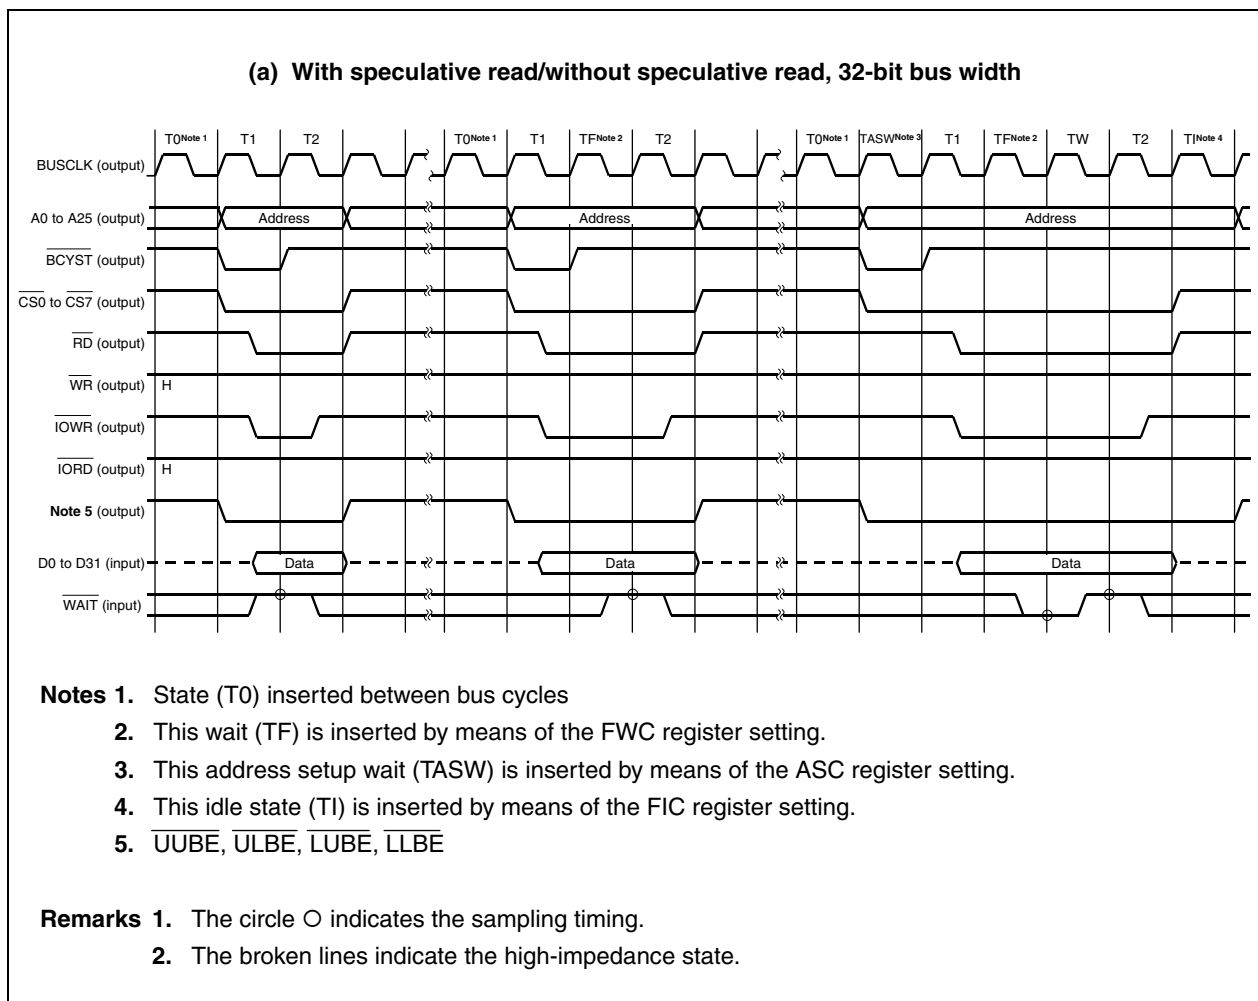 (a) With speculative read/without speculative read, 32-bit bus width
T0Note 1 T1 T2 T0Note 1 T1 TFNote 2 T2 T0Note 1 TASWNote 3 T1 TFNote 2 TW T2 TINote 4
BUSCLK (output)
A0 to A25 (output) Address Address Address
BCYST (output)
CS0 to CS7 (output)
RD (output)
WR (output) H
IOWR (output)
IORD (output) H
Note 5 (output)
D0 to D31 (input) Data Data Data
WAIT (input)
Notes 1. State (T0) inserted between bus cycles
2. This wait (TF) is inserted by means of the FWC register setting.
3. This address setup wait (TASW) is inserted by means of the ASC register setting.
4. This idle state (TI) is inserted by means of the FIC register setting.
5. UUBE, ULBE, LUBE, LLBE
Remarks 1. The circle O indicates the sampling timing.
2. The broken lines indicate the high-impedance state.